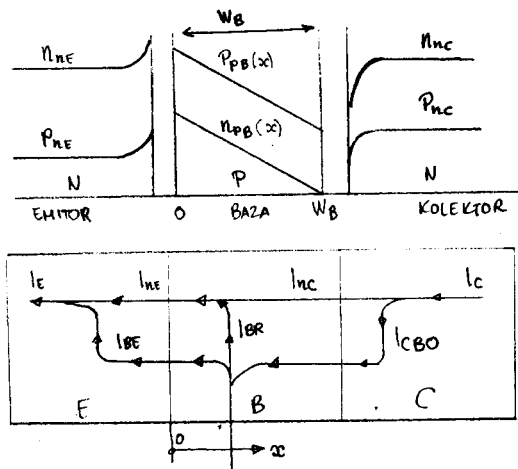 W_B
n_nE
P_PB(x)
n_nC
P_nE
n_PB(x)
P_nC
N P N
EMITOR 0 BAZA W_B KOLEKTOR
I_E I_nE I_nC I_C
I_BE I_BR I_CBO
E B C
0 x